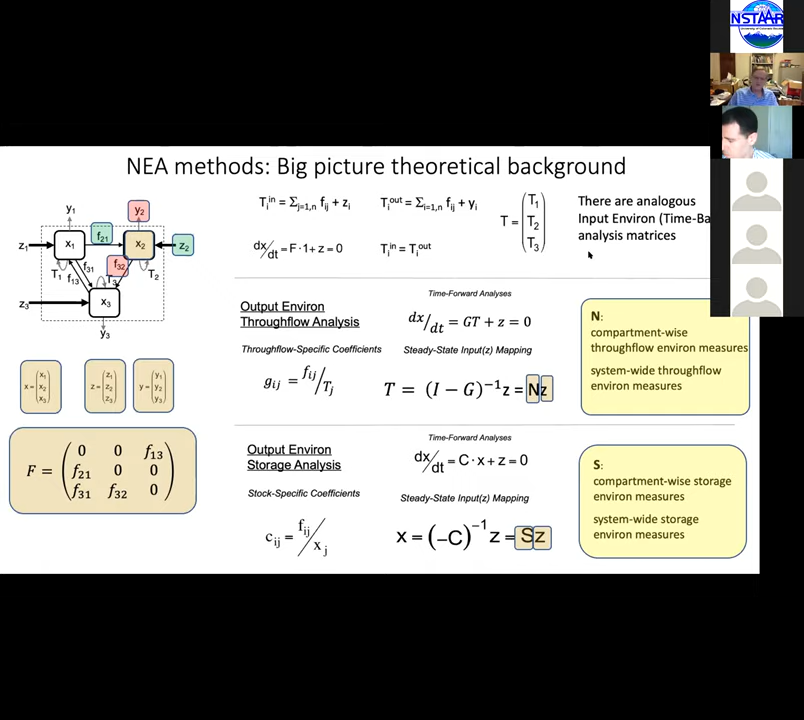 NSTAAR
NEA methods: Big picture theoretical background
y₁
y₂
f₂₁
z₁
x₁
x₂
z₂
f₃₁
f₃₂
T₁
f₁₃
T₃
T₂
z₃
x₃
y₃
Tᵢⁱⁿ = Σⱼ₌₁,ₙ fᵢⱼ + zᵢ
Tᵢᵒᵘᵗ = Σᵢ₌₁,ₙ fᵢⱼ + yᵢ
T = (T₁ T₂ T₃)
dx/dt = F·1 + z = 0
Tᵢⁱⁿ = Tᵢᵒᵘᵗ
There are analogous
Input Environ (Time-Ba
analysis matrices
x = (x₁ x₂ x₃)
z = (z₁ z₂ z₃)
y = (y₁ y₂ y₃)
F = (0 0 f₁₃
f₂₁ 0 0
f₃₁ f₃₂ 0)
Output Environ
Throughflow Analysis
Time-Forward Analyses
dx/dt = GT + z = 0
Throughflow-Specific Coefficients
Steady-State Input(z) Mapping
gᵢⱼ = fᵢⱼ/Tⱼ
T = (I − G)⁻¹z = Nz
N:
compartment-wise
throughflow environ measures
system-wide throughflow
environ measures
Output Environ
Storage Analysis
Time-Forward Analyses
dx/dt = C·x + z = 0
Stock-Specific Coefficients
Steady-State Input(z) Mapping
cᵢⱼ = fᵢⱼ/xⱼ
x = (−C)⁻¹ z = Sz
S:
compartment-wise storage
environ measures
system-wide storage
environ measures